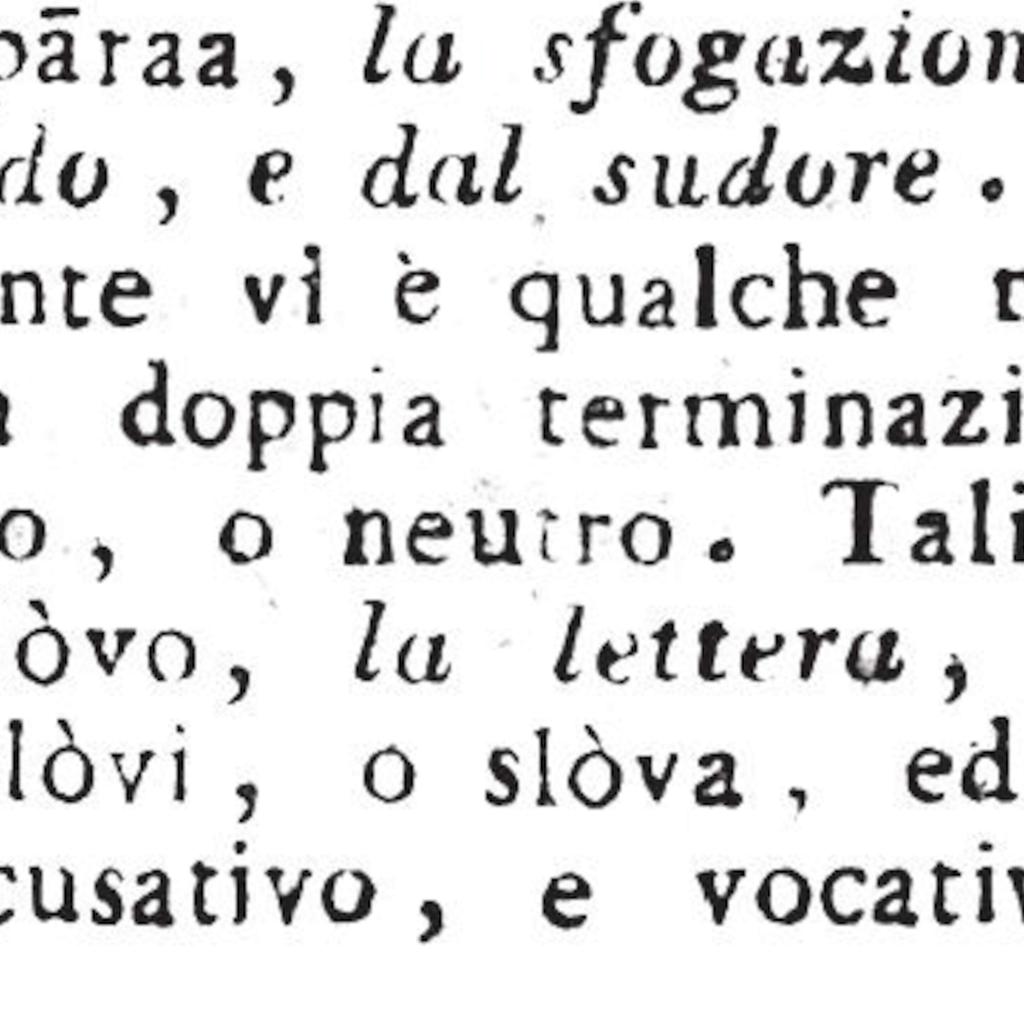 pāraa, la sfogazion
do, e dal sudore.
nte vi è qualche
doppia terminazi
o, o neutro. Tali
òvo, la lettera,
lòvi, o slòva, ed
cusativo, e vocativ